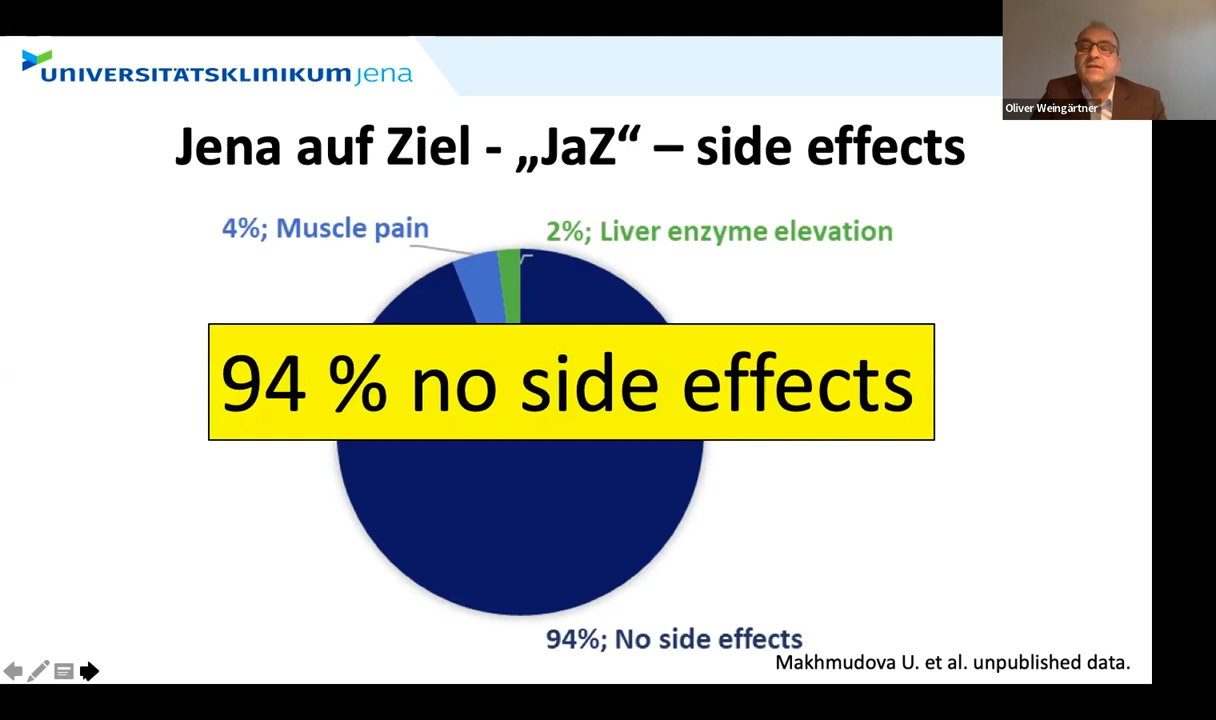 UNIVERSITÄTSKLINIKUM jena
Oliver Weingärtner
Jena auf Ziel - „JaZ“ – side effects
4%; Muscle pain
2%; Liver enzyme elevation
94 % no side effects
94%; No side effects
Makhmudova U. et al. unpublished data.